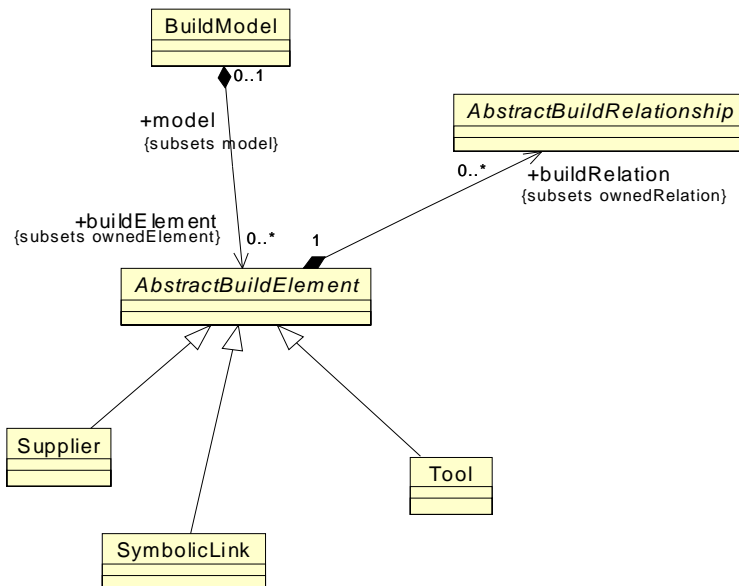 BuildModel
0..1
AbstractBuildRelationship
+model
{subsets model}
0..*
+buildRelation
{subsets ownedRelation}
+buildElement
{subsets ownedElement}
0..*
1
AbstractBuildElement
Supplier
Tool
SymbolicLink